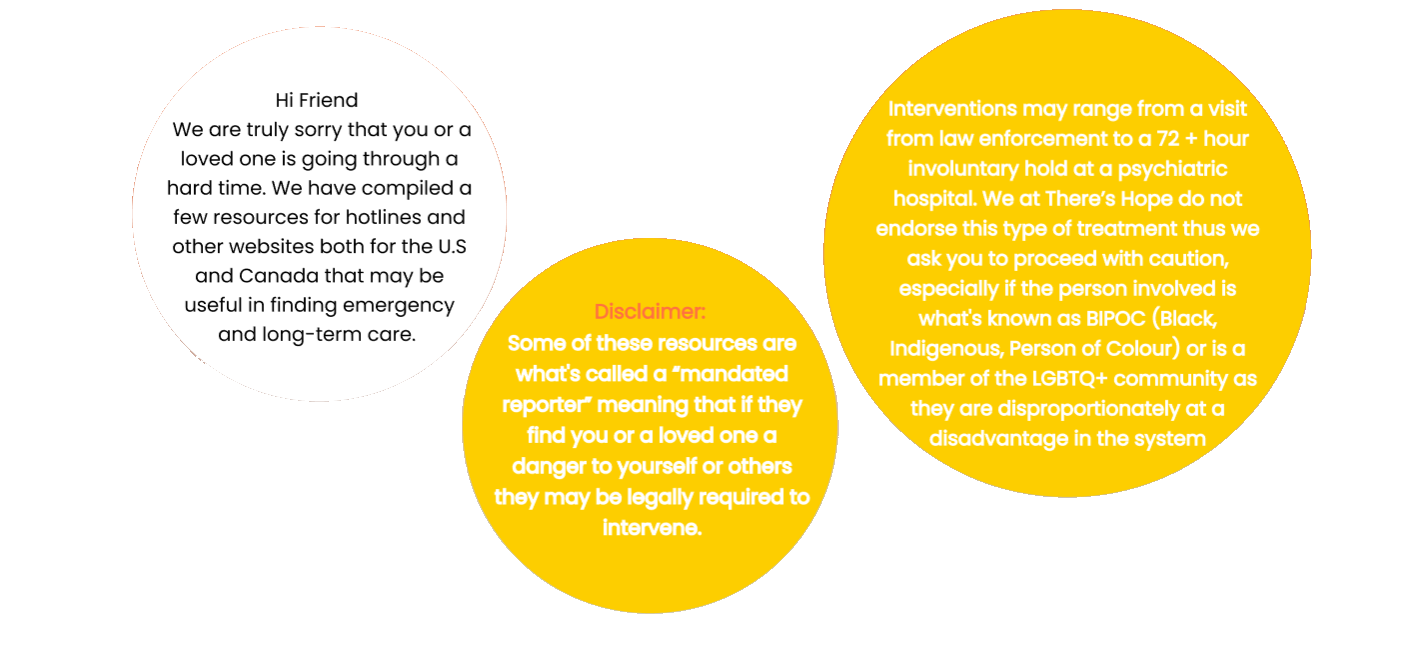 Hi Friend
We are truly sorry that you or a
loved one is going through a
hard time. We have compiled a
few resources for hotlines and
other websites both for the U.S
and Canada that may be
useful in finding emergency
and long-term care.
Disclaimer:
Some of these resources are
what's called a “mandated
reporter” meaning that if they
find you or a loved one a
danger to yourself or others
they may be legally required to
intervene.
Interventions may range from a visit
from law enforcement to a 72 + hour
involuntary hold at a psychiatric
hospital. We at There’s Hope do not
endorse this type of treatment thus we
ask you to proceed with caution,
especially if the person involved is
what's known as BIPOC (Black,
Indigenous, Person of Colour) or is a
member of the LGBTQ+ community as
they are disproportionately at a
disadvantage in the system